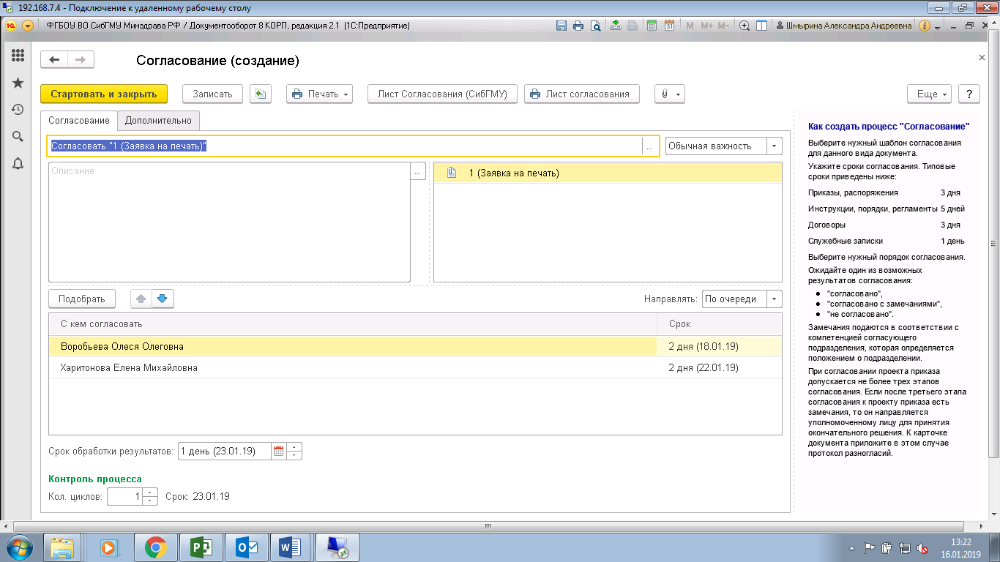 192.168.7.4 - Подключение к удаленному рабочему столу
ФГБОУ ВО СибГМУ Минздрава РФ / Документооборот 8 КОРП, редакция 2.1 (1С:Предприятие)
M M+ M-
Шмырина Александра Андреевна
Согласование (создание)
Стартовать и закрыть
Записать
Печать
Лист Согласования (СибГМУ)
Лист согласования
Еще
?
Согласование
Дополнительно
Согласовать "1 (Заявка на печать)"
...
Обычная важность
Описание
...
1 (Заявка на печать)
Подобрать
Направлять: По очереди
С кем согласовать
Срок
Воробьева Олеся Олеговна
2 дня (18.01.19)
Харитонова Елена Михайловна
2 дня (22.01.19)
Срок обработки результатов: 1 день (23.01.19)
Контроль процесса
Кол. циклов: 1 Срок: 23.01.19
Как создать процесс "Согласование"
Выберите нужный шаблон согласования
для данного вида документа.
Укажите сроки согласования. Типовые
сроки приведены ниже:
Приказы, распоряжения 3 дня
Инструкции, порядки, регламенты 5 дней
Договоры 3 дня
Служебные записки 1 день
Выберите нужный порядок согласования.
Ожидайте один из возможных
результатов согласования:
● "согласовано",
● "согласовано с замечаниями",
● "не согласовано".
Замечания подаются в соответствии с
компетенцией согласующего
подразделения, которая определяется
положением о подразделении.
При согласовании проекта приказа
допускается не более трех этапов
согласования. Если после третьего этапа
согласования к проекту приказа есть
замечания, то он направляется
уполномоченному лицу для принятия
окончательного решения. К карточке
документа приложите в этом случае
протокол разногласий.
13:22
16.01.2019